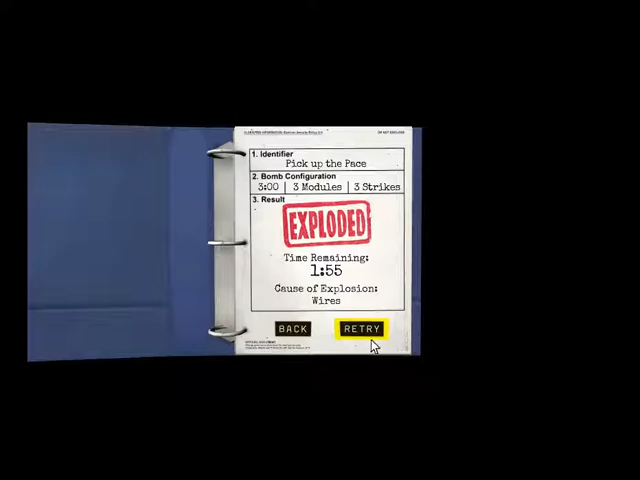 1. Identifier
Pick up the Pace
2. Bomb Configuration
3:00 | 3 Modules | 3 Strikes
3. Result
EXPLODED
Time Remaining:
1:55
Cause of Explosion:
Wires
BACK RETRY